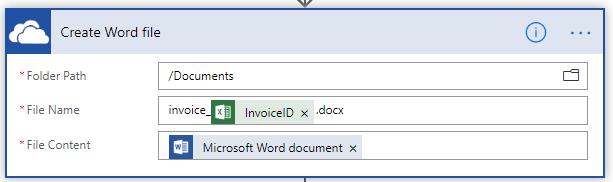 Create Word file
* Folder Path /Documents
* File Name invoice_ InvoiceID × .docx
* File Content Microsoft Word document ×